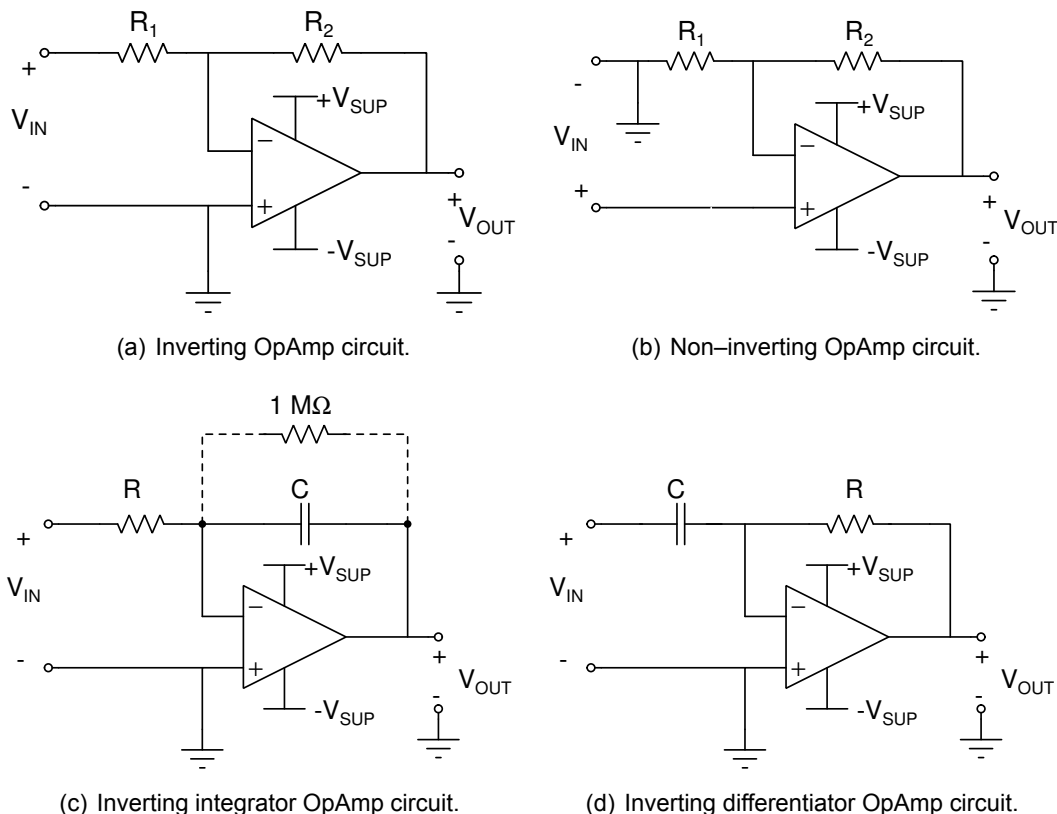 R1 R2
+
+VSUP
VIN
−
-
+
+
VOUT
-VSUP
-
(a) Inverting OpAmp circuit.
R1 R2
-
+VSUP
VIN
−
+
+
+
VOUT
-VSUP
-
(b) Non–inverting OpAmp circuit.
1 MΩ
R C
+
+VSUP
VIN
−
-
+
+
VOUT
-VSUP
-
(c) Inverting integrator OpAmp circuit.
C R
+
+VSUP
VIN
−
-
+
+
VOUT
-VSUP
-
(d) Inverting differentiator OpAmp circuit.